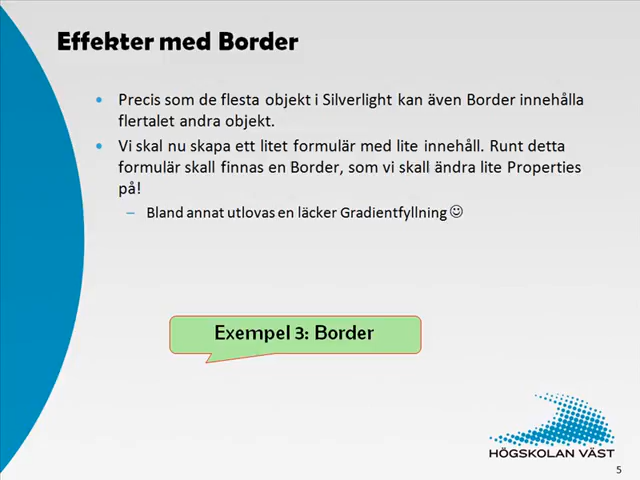 Effekter med Border
• Precis som de flesta objekt i Silverlight kan även Border innehålla
flertalet andra objekt.
• Vi skal nu skapa ett litet formulär med lite innehåll. Runt detta
formulär skall finnas en Border, som vi skall ändra lite Properties
på!
– Bland annat utlovas en läcker Gradientfyllning☺
Exempel 3: Border
HÖGSKOLAN VÄST
5